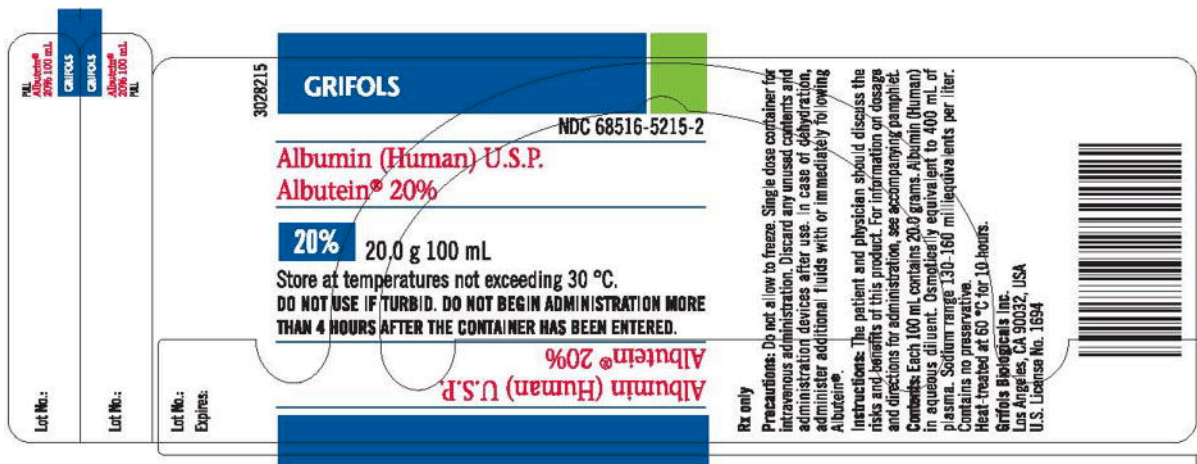 PULL
Albutein®
20% 100 mL
GRIFOLS
GRIFOLS
Albutein®
20% 100 mL
PULL
Lot No.:
Lot No.:
Lot No.:
Expires:
3028215
GRIFOLS
NDC 68516-5215-2
Albumin (Human) U.S.P.
Albutein® 20%
20% 20.0 g 100 mL
Store at temperatures not exceeding 30 °C.
DO NOT USE IF TURBID. DO NOT BEGIN ADMINISTRATION MORE
THAN 4 HOURS AFTER THE CONTAINER HAS BEEN ENTERED.
Albumin (Human) U.S.P.
Albutein® 20%
Rx only
Precautions: Do not allow to freeze. Single dose container for
intravenous administration. Discard any unused contents and
administration devices after use. In case of dehydration,
administer additional fluids with or immediately following
Albutein®.
Instructions: The patient and physician should discuss the
risks and benefits of this product. For information on dosage
and directions for administration, see accompanying pamphlet.
Contents: Each 100 mL contains 20.0 grams. Albumin (Human)
in aqueous diluent. Osmotically equivalent to 400 mL of
plasma. Sodium range 130-160 milliequivalents per liter.
Contains no preservative.
Heat-treated at 60 °C for 10 hours.
Grifols Biologicals Inc.
Los Angeles, CA 90032, USA
U.S. License No. 1694